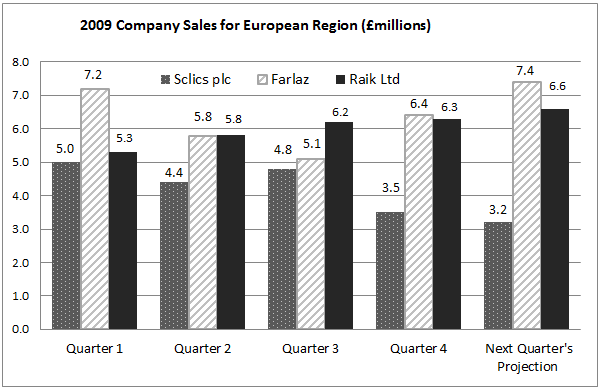 2009 Company Sales for European Region (£millions)
8.0
7.0
6.0
5.0
4.0
3.0
2.0
1.0
0.0
Sclics plc Farlaz Raik Ltd
5.0 7.2 5.3
4.4 5.8 5.8
4.8 5.1 6.2
3.5 6.4 6.3
3.2 7.4 6.6
Quarter 1 Quarter 2 Quarter 3 Quarter 4 Next Quarter's
Projection